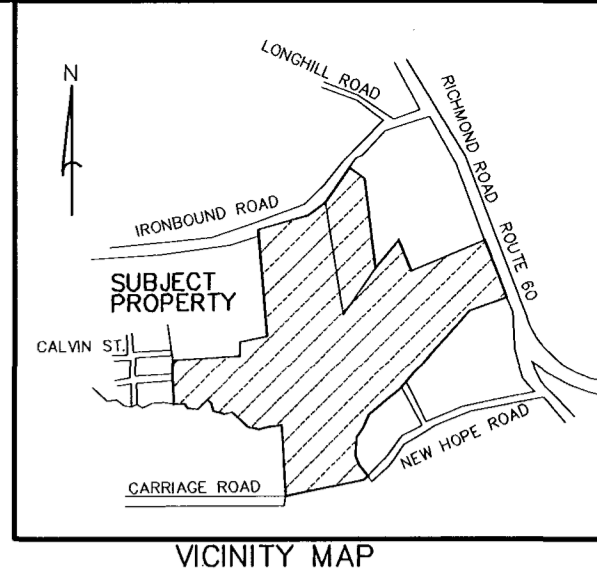 LONGHILL ROAD
N
RICHMOND ROAD ROUTE 60
IRONBOUND ROAD
SUBJECT
PROPERTY
CALVIN ST.
NEW HOPE ROAD
CARRIAGE ROAD
VICINITY MAP